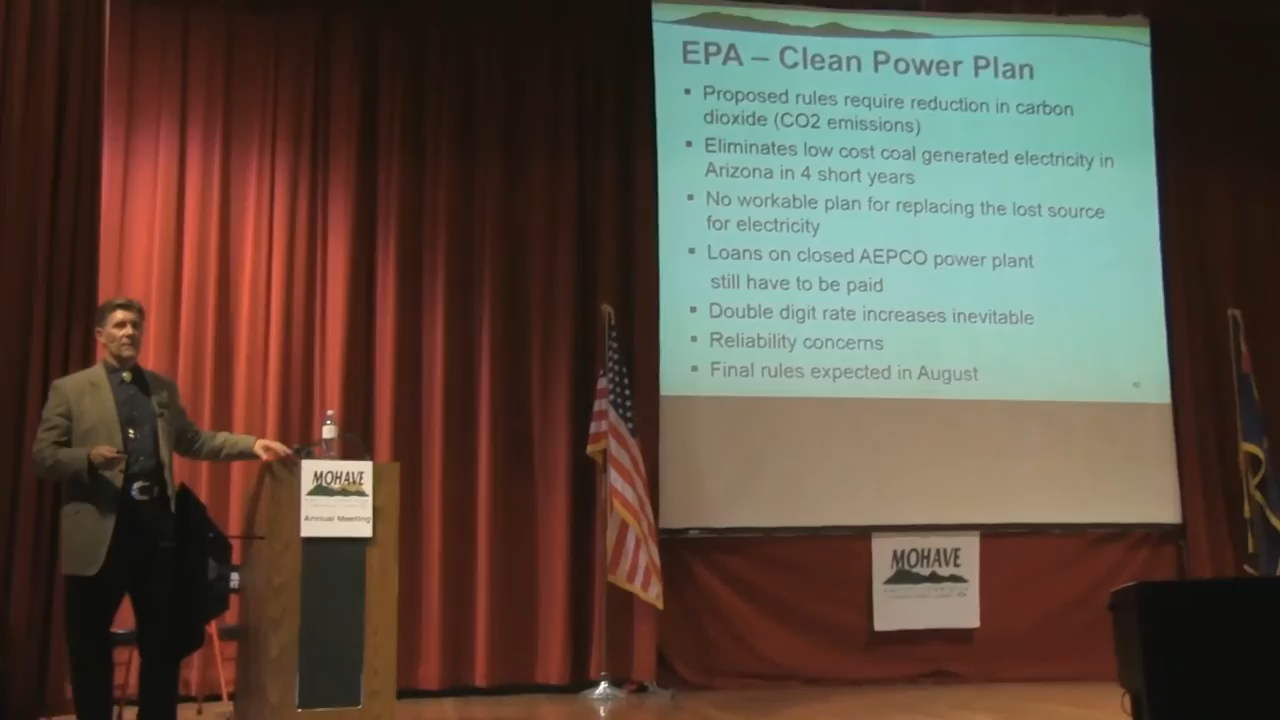 EPA – Clean Power Plan
▪ Proposed rules require reduction in carbon
dioxide (CO2 emissions)
▪ Eliminates low cost coal generated electricity in
Arizona in 4 short years
▪ No workable plan for replacing the lost source
for electricity
▪ Loans on closed AEPCO power plant
still have to be paid
▪ Double digit rate increases inevitable
▪ Reliability concerns
▪ Final rules expected in August
MOHAVE
Annual Meeting
MOHAVE